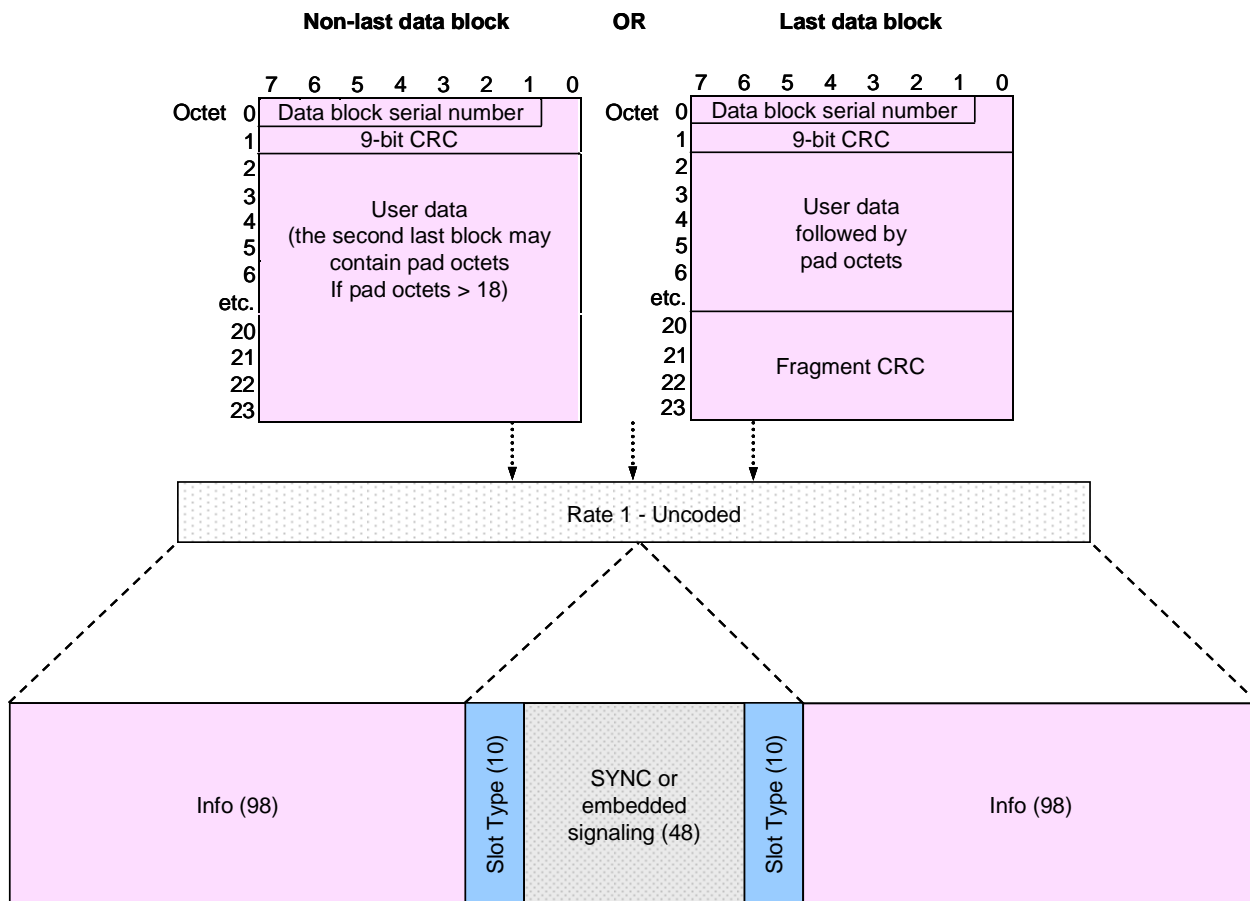 Non-last data block OR Last data block
7 6 5 4 3 2 1 0
7 6 5 4 3 2 1 0
Octet 0 Data block serial number
1 9-bit CRC
2
3
4
5
6
etc.
20
21
22
23
User data
(the second last block may
contain pad octets
If pad octets > 18)
Octet 0 Data block serial number
1 9-bit CRC
2
3
4
5
6
etc.
20
21
22
23
User data
followed by
pad octets
Fragment CRC
Rate 1 - Uncoded
Info (98)
Slot Type (10)
SYNC or
embedded
signaling (48)
Slot Type (10)
Info (98)